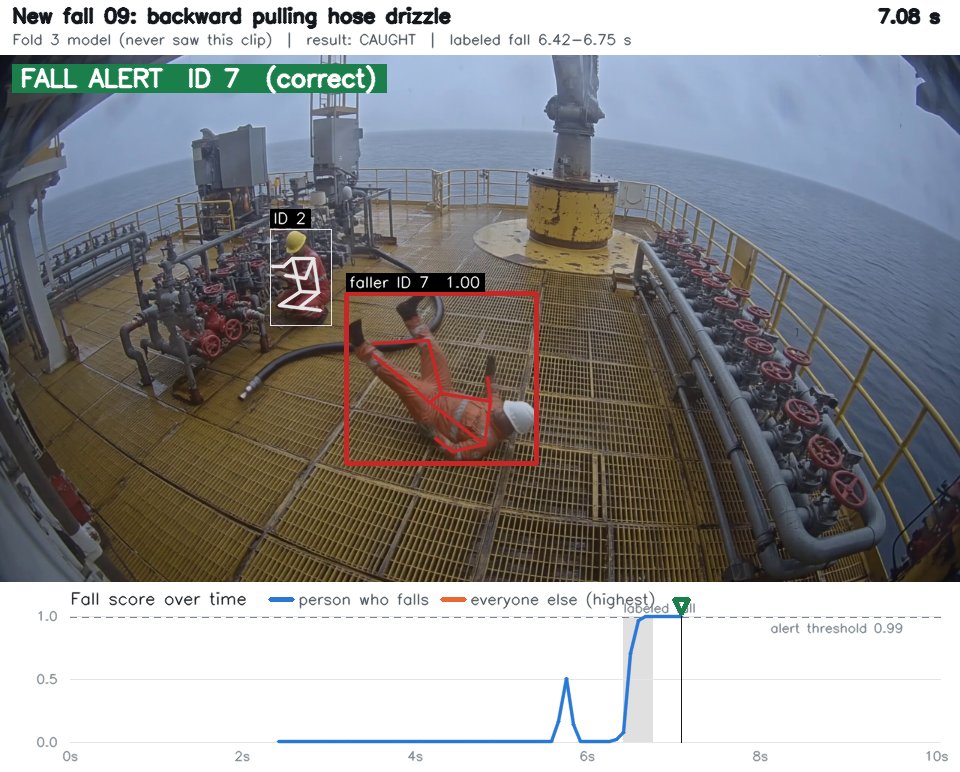 New fall 09: backward pulling hose drizzle
7.08 s
Fold 3 model (never saw this clip) | result: CAUGHT | labeled fall 6.42–6.75 s
FALL ALERT ID 7 (correct)
ID 2
faller ID 7 1.00
Fall score over time
person who falls
everyone else (highest)
labeled
1.0
alert threshold 0.99
0.5
0.0
0s
2s
4s
6s
8s
10s